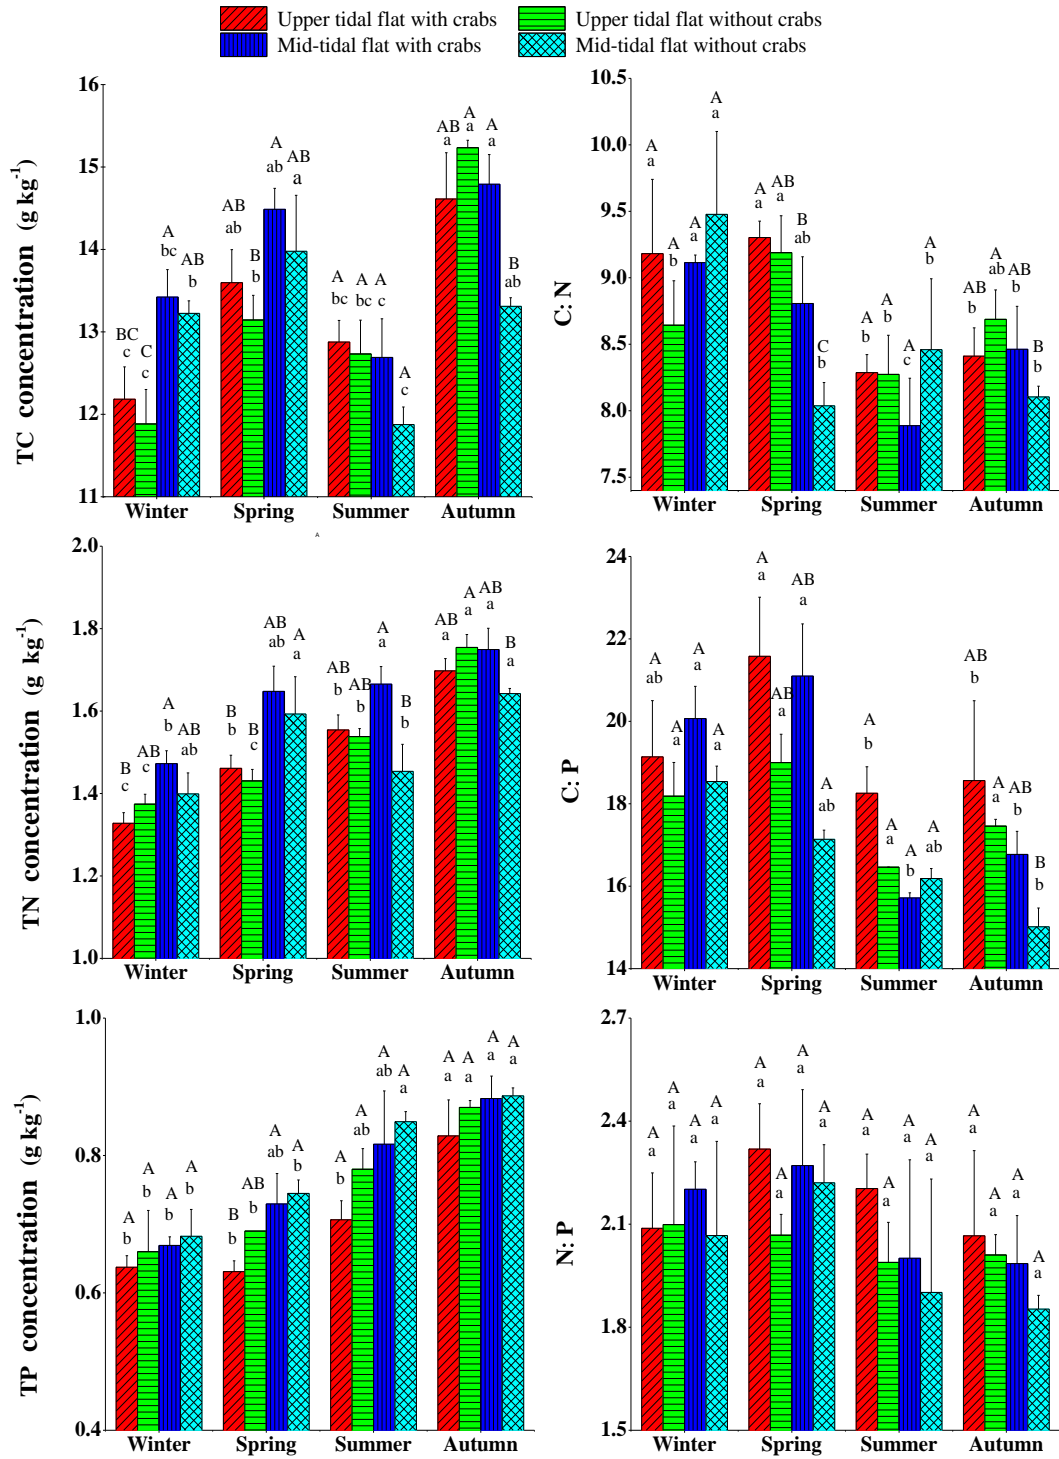 Upper tidal flat with crabs
Upper tidal flat without crabs
Mid-tidal flat with crabs
Mid-tidal flat without crabs
TC concentration (g kg-1)
16
15
14
13
12
11
BC
c
C
c
A
bc
AB
b
AB
ab
B
b
A
ab
AB
a
A
bc
A
bc
A
c
A
c
AB
a
A
a
A
a
B
ab
Winter Spring Summer Autumn
C: N
10.5
10.0
9.5
9.0
8.5
8.0
7.5
A
a
A
b
A
a
A
a
A
a
AB
a
B
ab
C
b
A
b
A
b
A
c
A
b
AB
b
A
ab
AB
b
B
b
Winter Spring Summer Autumn
A
TN concentration (g kg-1)
2.0
1.8
1.6
1.4
1.2
1.0
B
c
AB
c
A
b
AB
ab
B
b
B
c
AB
ab
A
a
AB
b
AB
b
A
a
B
b
AB
a
A
a
AB
a
B
a
Winter Spring Summer Autumn
C: P
24
22
20
18
16
14
A
ab
A
a
A
a
A
a
A
a
AB
a
AB
a
A
ab
A
b
A
a
A
b
A
ab
AB
b
A
a
AB
b
B
b
Winter Spring Summer Autumn
TP concentration (g kg-1)
1.0
0.8
0.6
0.4
A
b
A
b
A
b
A
b
B
b
AB
b
A
ab
A
b
A
b
A
ab
A
ab
A
a
A
a
A
a
A
a
A
a
Winter Spring Summer Autumn
N: P
2.7
2.4
2.1
1.8
1.5
A
a
A
a
A
a
A
a
A
a
A
a
A
a
A
a
A
a
A
a
A
a
A
a
A
a
A
a
A
a
A
a
Winter Spring Summer Autumn